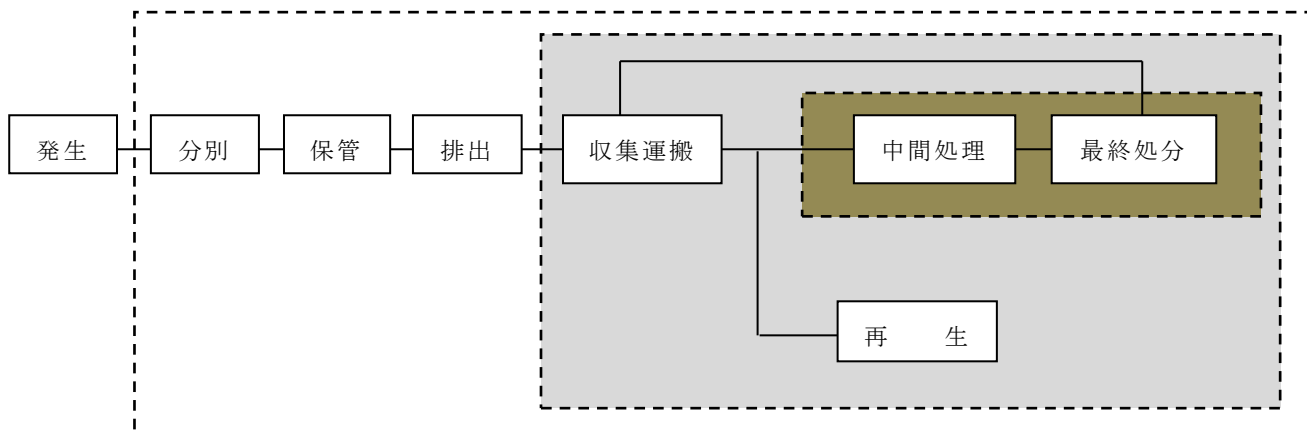 発生
分別
保管
排出
収集運搬
中間処理
最終処分
再　　生